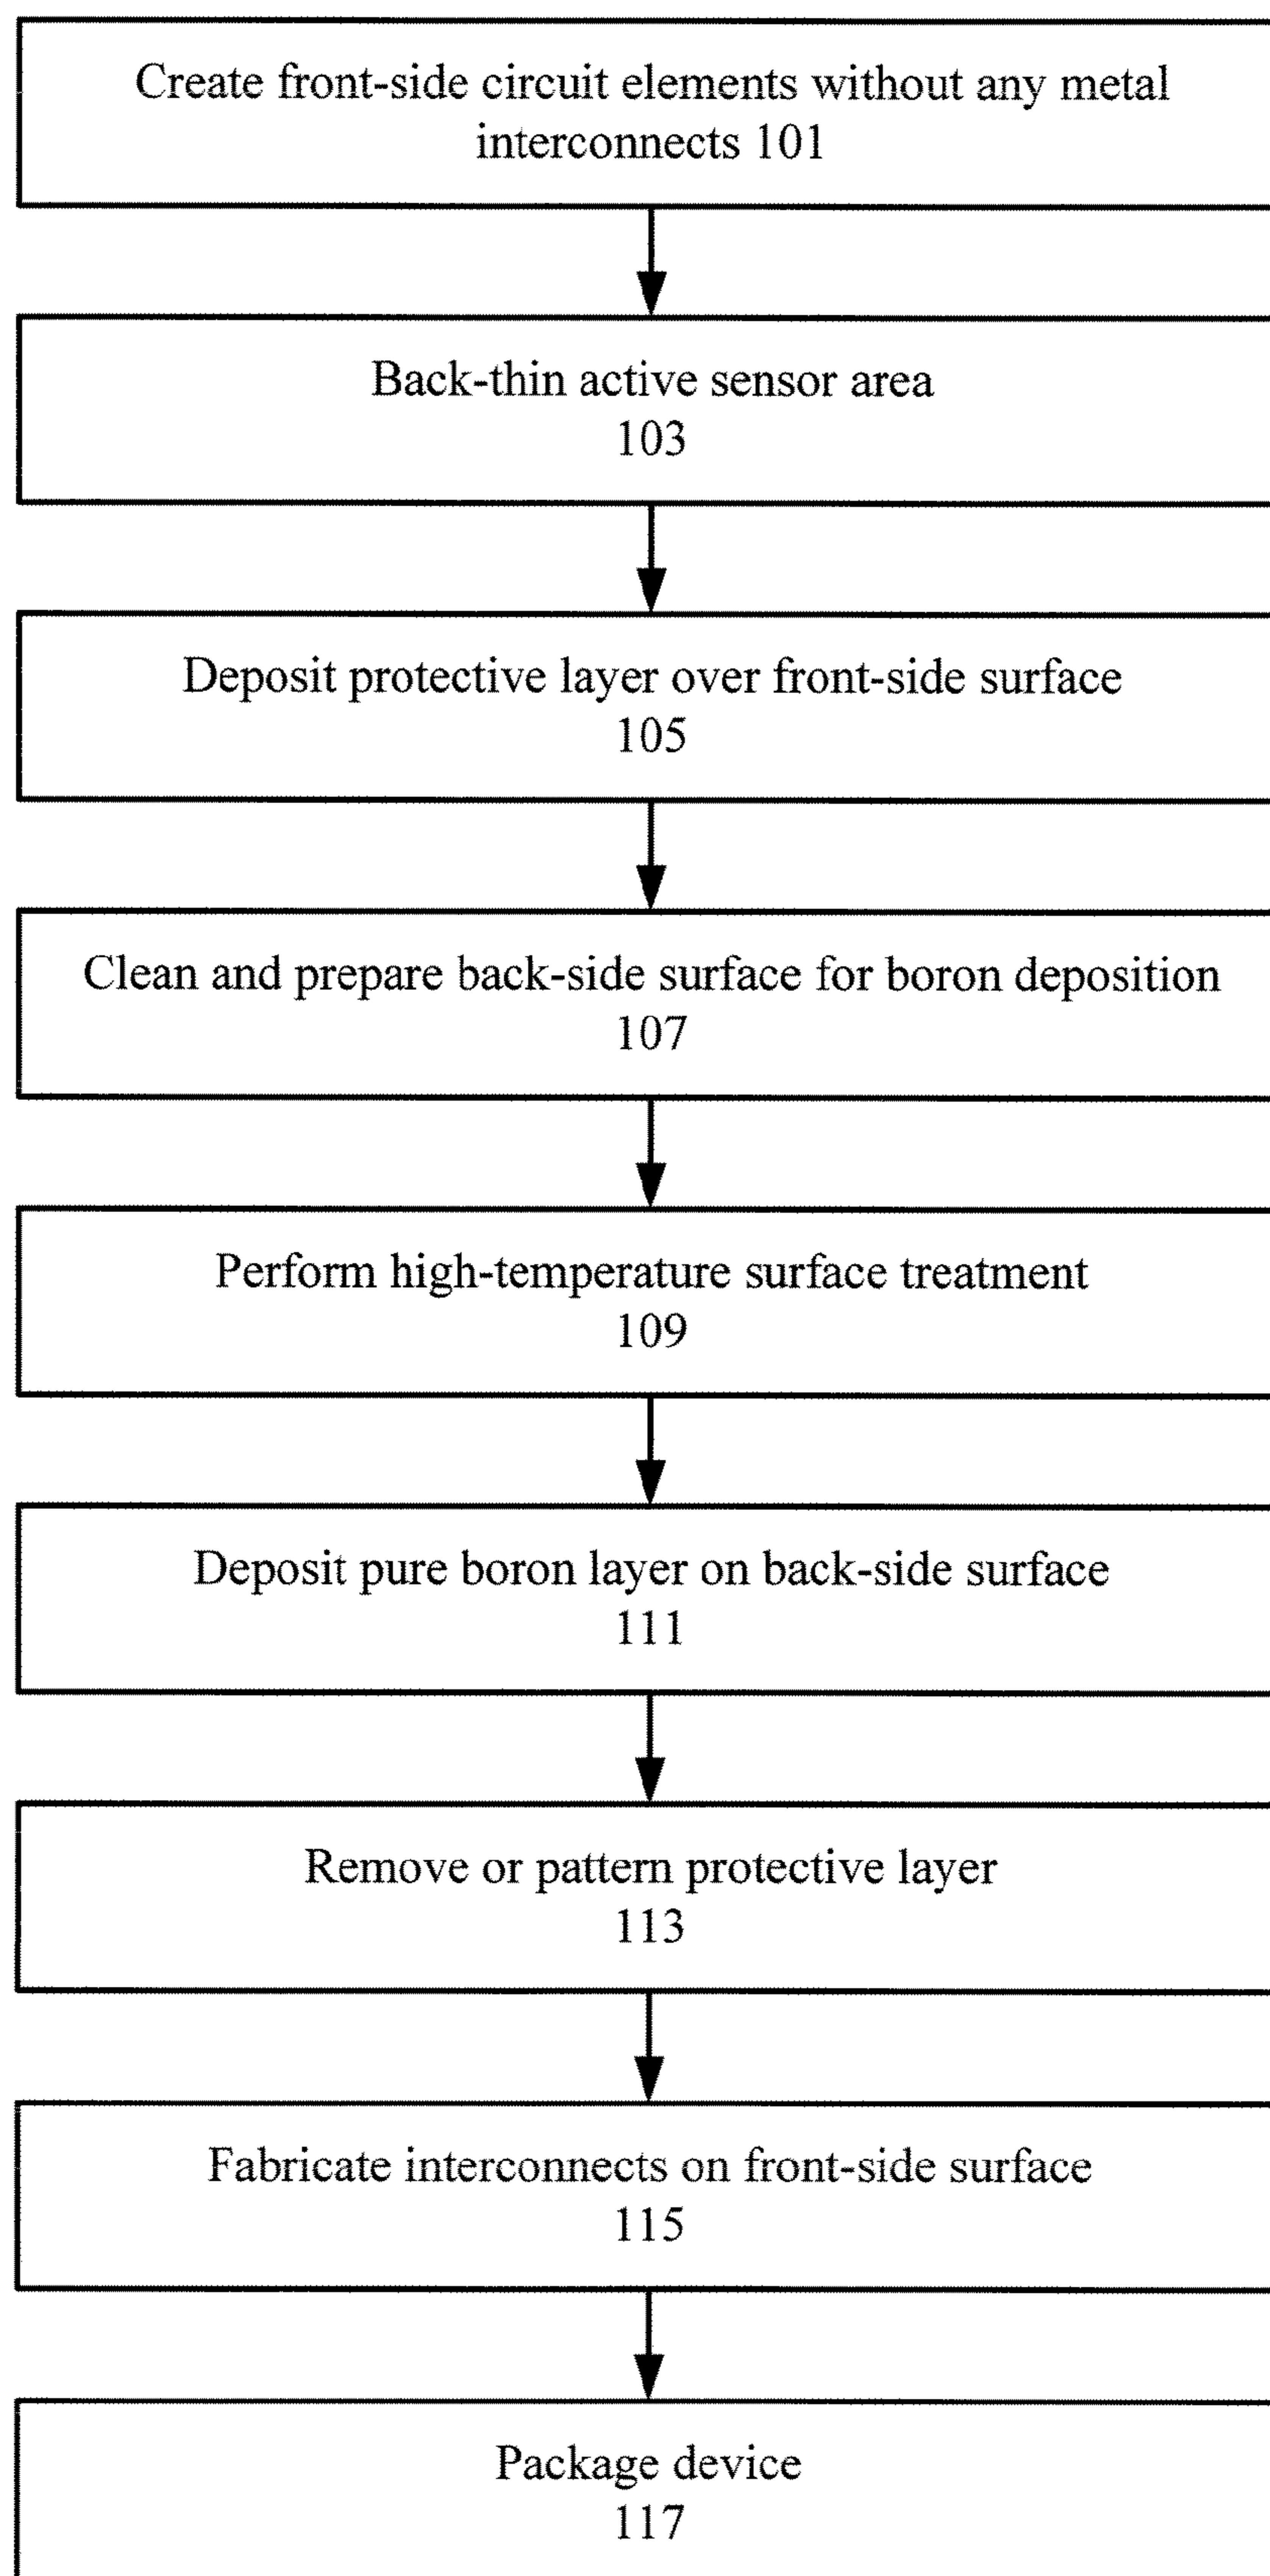 Create front-side circuit elements without any metal
interconnects 101
Back-thin active sensor area
103
Deposit protective layer over front-side surface
105
Clean and prepare back-side surface for boron deposition
107
Perform high-temperature surface treatment
109
Deposit pure boron layer on back-side surface
111
Remove or pattern protective layer
113
Fabricate interconnects on front-side surface
115
Package device
117